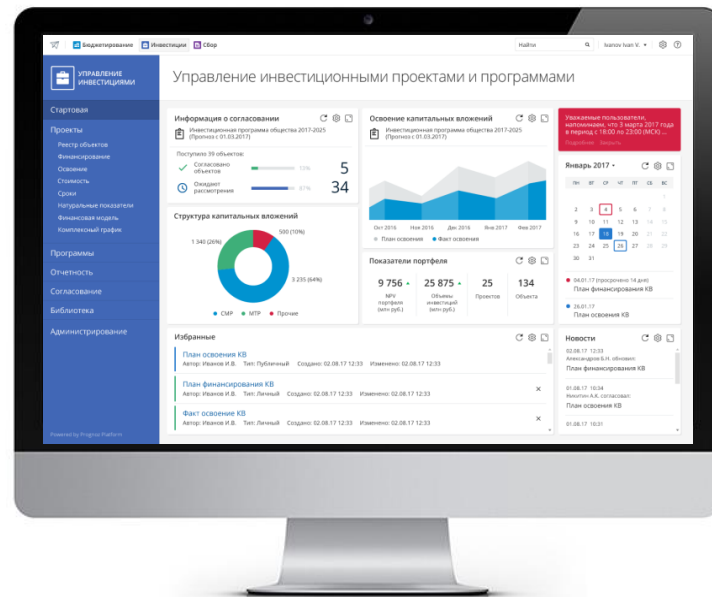 Бюджетирование Инвестиции Сбор
Найти
Ivanov Ivan V.
УПРАВЛЕНИЕ
ИНВЕСТИЦИЯМИ
Управление инвестиционными проектами и программами
Стартовая
Проекты
Реестр объектов
Финансирование
Освоение
Стоимость
Сроки
Натуральные показатели
Финансовая модель
Комплексный график
Программы
Отчетность
Согласование
Библиотека
Администрирование
Powered by Prognoz Platform
Информация о согласовании
Инвестиционная программа общества 2017-2025
(Прогноз с 01.03.2017)
Поступило 39 объектов:
Согласовано
объектов
13%
5
Ожидают
рассмотрения
87%
34
Структура капитальных вложений
500 (10%)
1 340 (26%)
3 235 (64%)
СМР МТР Прочие
Освоение капитальных вложений
Инвестиционная программа общества 2017-2025
(Прогноз с 01.03.2017)
Окт 2016 Ноя 2016 Дек 2016 Янв 2017 Фев 2017
План освоения Факт освоения
Показатели портфеля
9 756 25 875 25 134
NPV
портфеля
(млн руб.)
Объемы
инвестиций
(млн руб.)
Проектов
Объекта
Уважаемые пользователи,
напоминаем, что 3 марта 2017 года
в период с 18:00 по 23:00 (МСК) ...
Подробнее Закрыть
Январь 2017
ПН ВТ СР ЧТ ПТ СБ ВС
1
2 3 4 5 6 7 8
9 10 11 12 13 14 15
16 17 18 19 20 21 22
23 24 25 26 27 28 29
30 31
04.01.17 (просрочено 14 дней)
План финансирования КВ
26.01.17
План освоения КВ
Избранные
План освоения КВ
Автор: Иванов И.В. Тип: Публичный Создано: 02.08.17 12:33 Изменено: 02.08.17 12:33
План финансирования КВ
Автор: Иванов И.В. Тип: Личный Создано: 02.08.17 12:33 Изменено: 02.08.17 12:33
Факт освоение КВ
Автор: Иванов И.В. Тип: Личный Создано: 02.08.17 12:33 Изменено: 02.08.17 12:33
Новости
02.08.17 12:33
Александров Б.Н. обновил:
План финансирования КВ
01.08.17 10:34
Никитин А.К. согласовал:
План освоения КВ
01.08.17 10:31